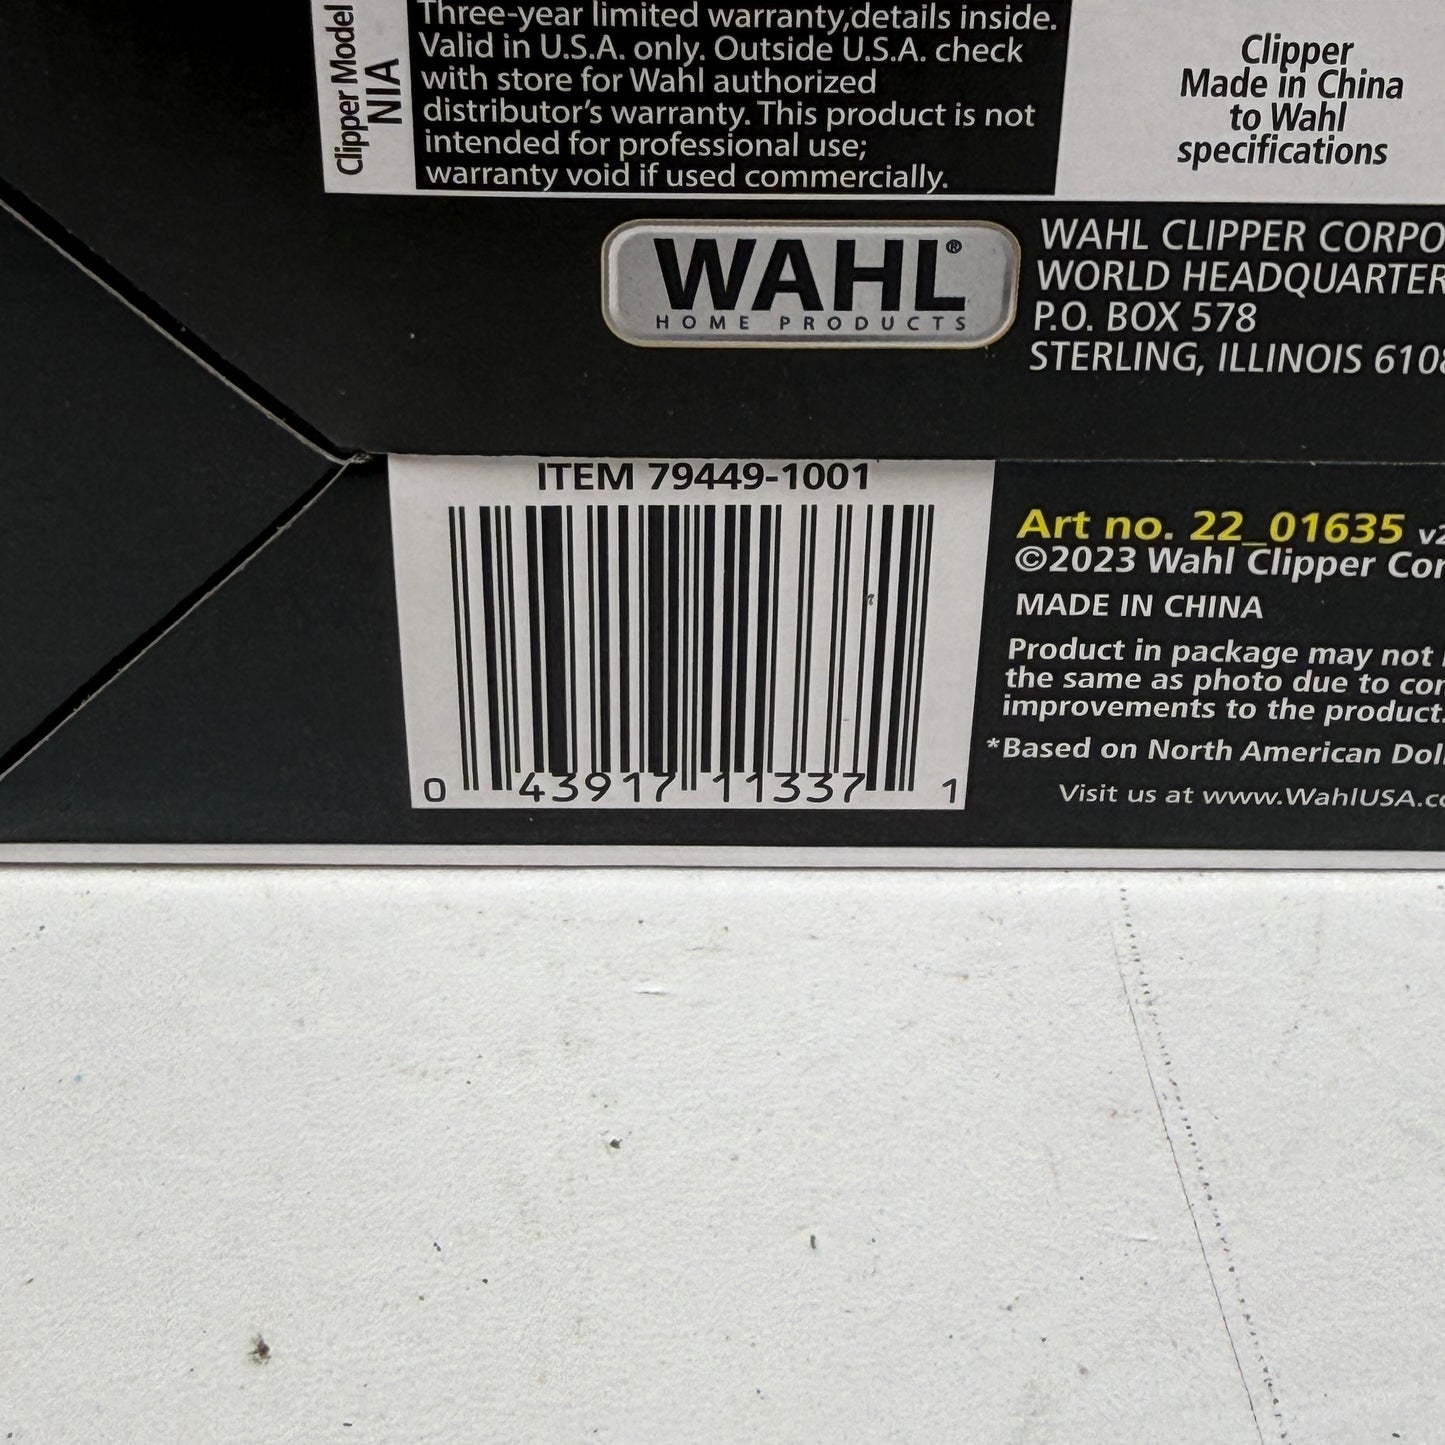 Clipper Model
NIA
Three-year limited warranty,details inside.
Valid in U.S.A. only. Outside U.S.A. check
with store for Wahl authorized
distributor's warranty. This product is not
intended for professional use;
warranty void if used commercially.
Clipper
Made in China
to Wahl
specifications
WAHL®
HOME PRODUCTS
WAHL CLIPPER
WORLD
P.O. BOX 578
STERLING, ILLINOIS
ITEM 79449-1001
0 43917 11337 1
Art no. 22_01635
©2023 Wahl Clipper
MADE IN CHINA
Product in package may not
the same as photo due to
improvements to the product.
*Based on North American
Visit us at